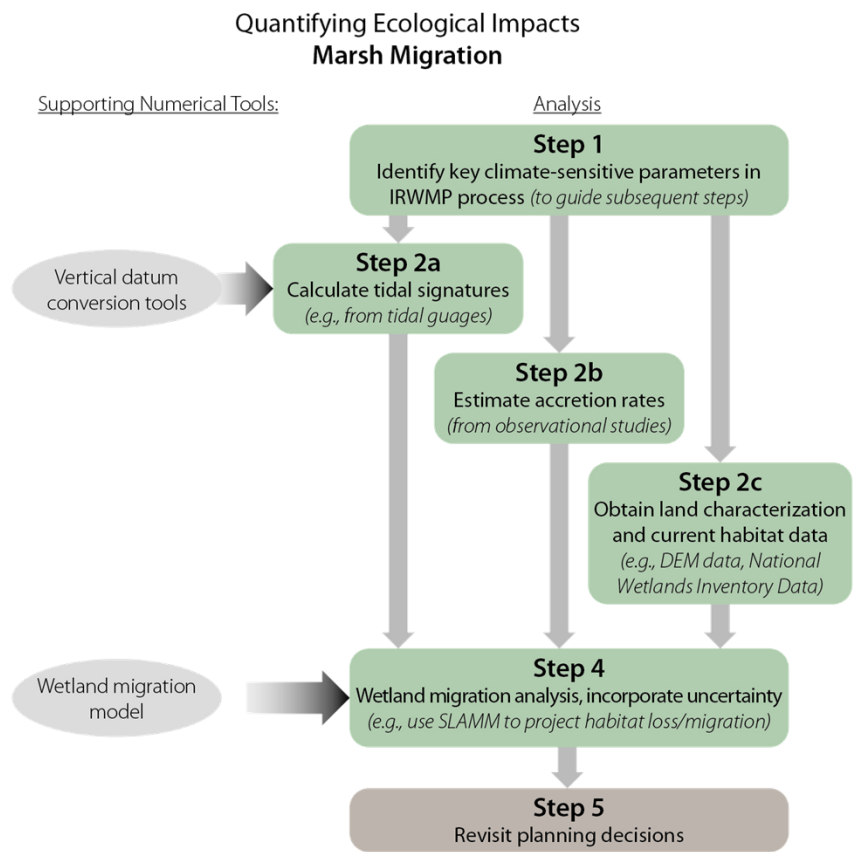 Quantifying Ecological Impacts
Marsh Migration
Supporting Numerical Tools:
Analysis
Step 1
Identify key climate-sensitive parameters in
IRWMP process (to guide subsequent steps)
Vertical datum
conversion tools
Step 2a
Calculate tidal signatures
(e.g., from tidal guages)
Step 2b
Estimate accretion rates
(from observational studies)
Step 2c
Obtain land characterization
and current habitat data
(e.g., DEM data, National
Wetlands Inventory Data)
Wetland migration
model
Step 4
Wetland migration analysis, incorporate uncertainty
(e.g., use SLAMM to project habitat loss/migration)
Step 5
Revisit planning decisions